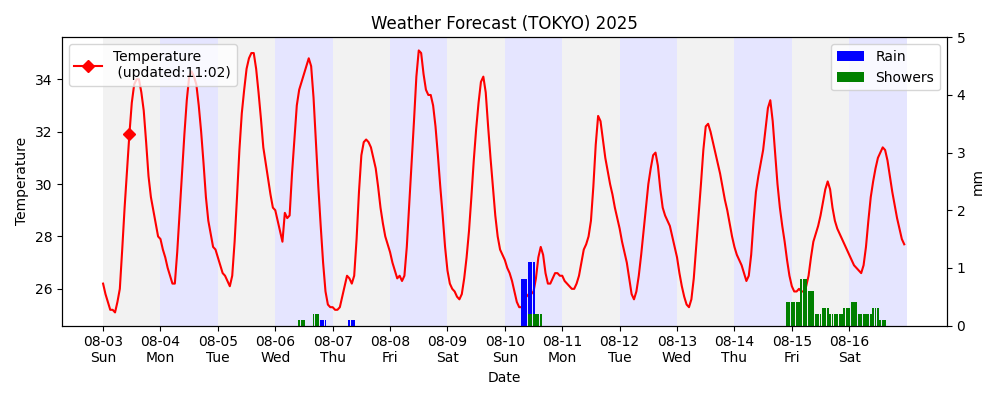 Weather Forecast (TOKYO) 2025
Temperature
(updated:11:02)
Rain
Showers
Temperature
34
32
30
28
26
5
4
3
2
1
0
mm
08-03 08-04 08-05 08-06 08-07 08-08 08-09 08-10 08-11 08-12 08-13 08-14 08-15 08-16
Sun Mon Tue Wed Thu Fri Sat Sun Mon Tue Wed Thu Fri Sat
Date